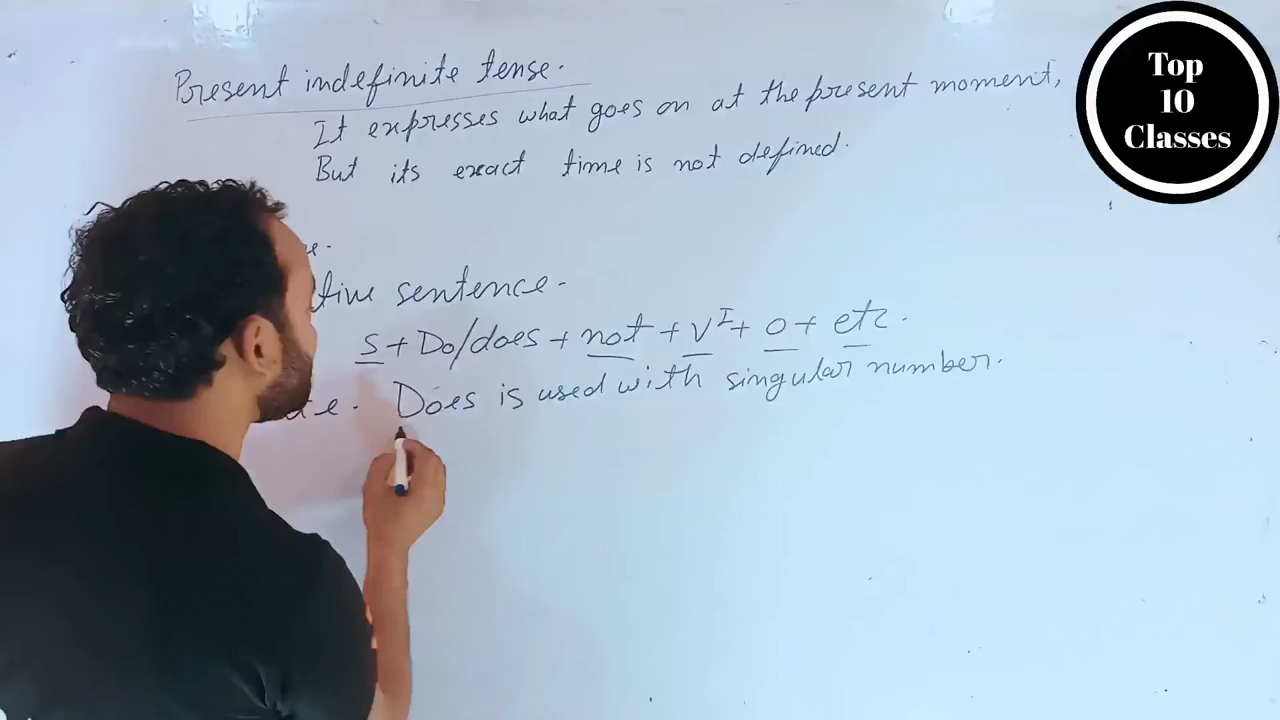 Present indefinite tense.
It expresses what goes on at the present moment,
But its exact time is not defined.
tive sentence.
S + Do/does + not + V^I + O + etc.
Does is used with singular number.
Top
10
Classes